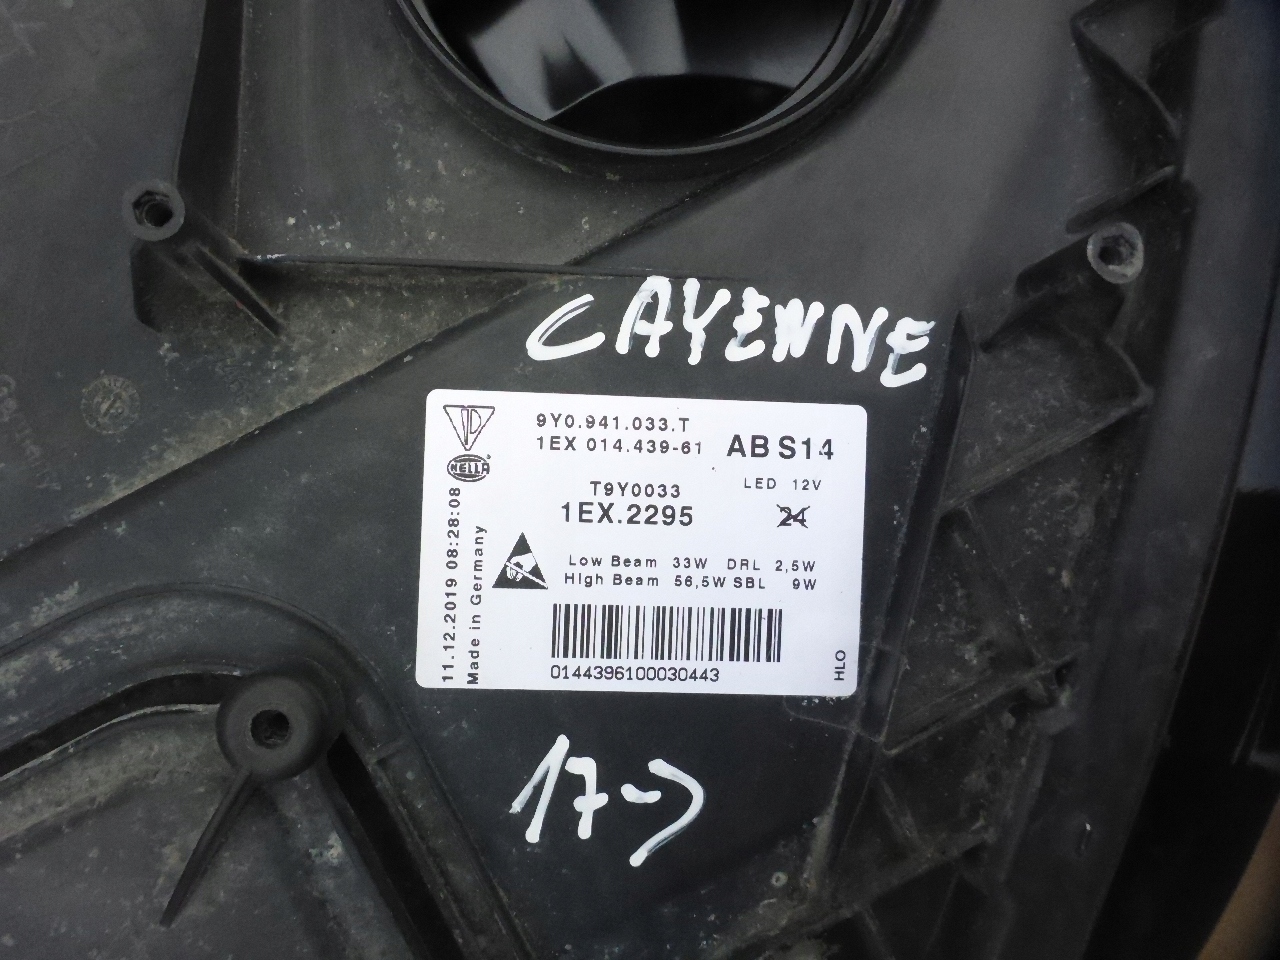 CAYENNE
9Y0.941.033.T
1EX 014.439-61
AB S14
HELLA
T9Y0033
LED 12V
1EX.2295
24
Low Beam 33W DRL 2,5W
High Beam 56,5W SBL 9W
0144396100030443
11.12.2019 08:28:08
Made in Germany
HLO
17->